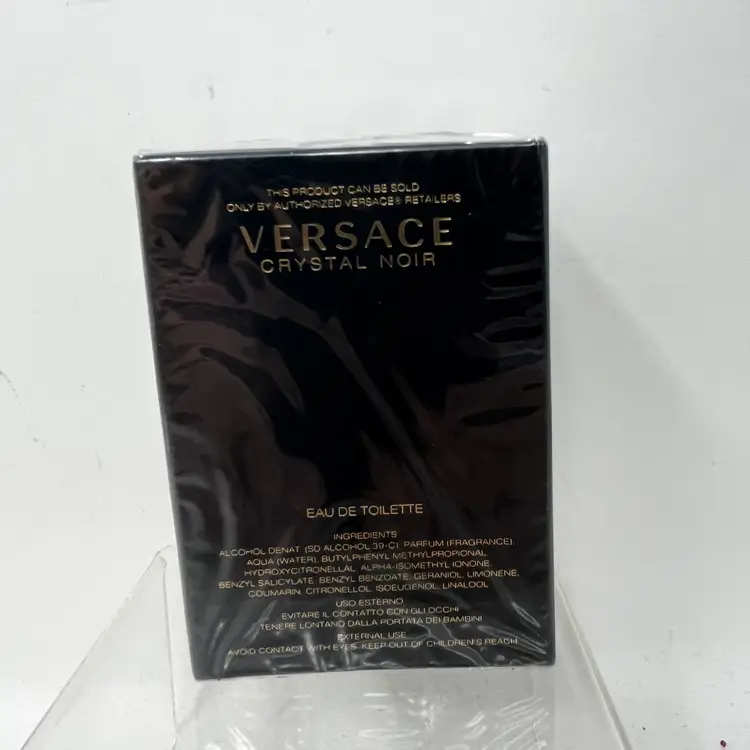 THIS PRODUCT CAN BE SOLD
ONLY BY AUTHORIZED VERSACE® RETAILERS
VERSACE
CRYSTAL NOIR
EAU DE TOILETTE
INGREDIENTS
ALCOHOL DENAT. (SD ALCOHOL 39-C), PARFUM (FRAGRANCE),
AQUA (WATER), BUTYLPHENYL METHYLPROPIONAL,
HYDROXYCITRONELLAL, ALPHA-ISOMETHYL IONONE,
BENZYL SALICYLATE, BENZYL BENZOATE, GERANIOL, LIMONENE,
COUMARIN, CITRONELLOL, ISOEUGENOL, LINALOOL
USO ESTERNO
EVITARE IL CONTATTO CON GLI OCCHI
TENERE LONTANO DALLA PORTATA DEI BAMBINI
EXTERNAL USE
AVOID CONTACT WITH EYES. KEEP OUT OF CHILDREN'S REACH